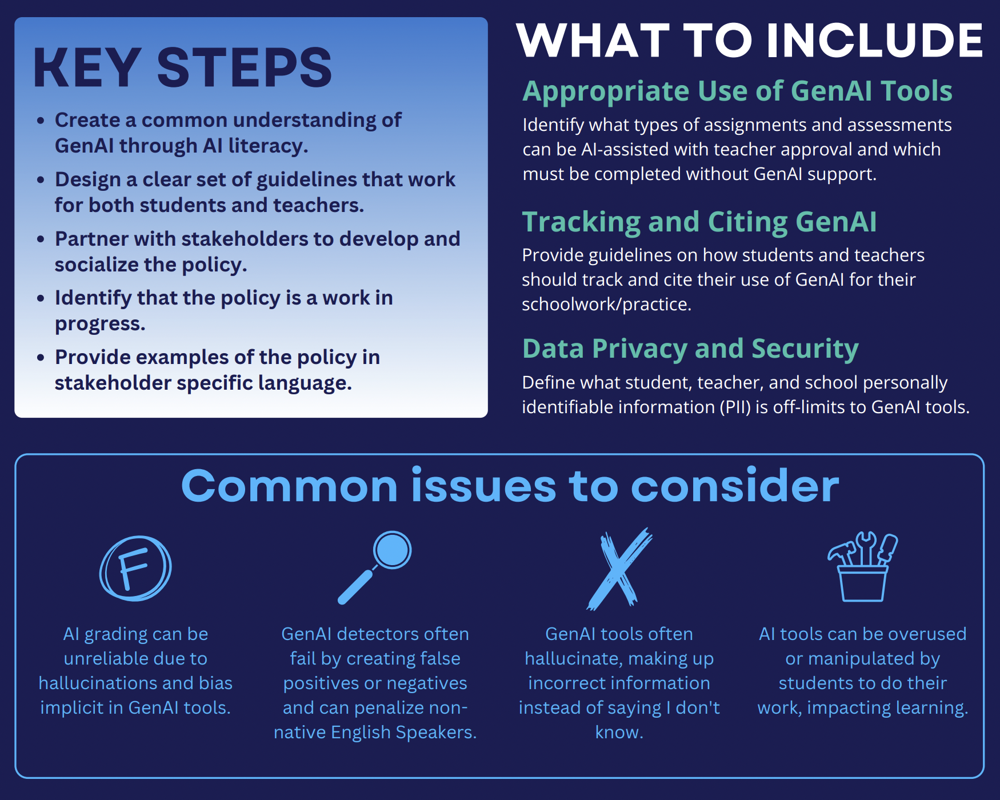 KEY STEPS
• Create a common understanding of
GenAI through AI literacy.
• Design a clear set of guidelines that work
for both students and teachers.
• Partner with stakeholders to develop and
socialize the policy.
• Identify that the policy is a work in
progress.
• Provide examples of the policy in
stakeholder specific language.
WHAT TO INCLUDE
Appropriate Use of GenAI Tools
Identify what types of assignments and assessments
can be AI-assisted with teacher approval and which
must be completed without GenAI support.
Tracking and Citing GenAI
Provide guidelines on how students and teachers
should track and cite their use of GenAI for their
schoolwork/practice.
Data Privacy and Security
Define what student, teacher, and school personally
identifiable information (PII) is off-limits to GenAI tools.
Common issues to consider
F
AI grading can be
unreliable due to
hallucinations and bias
implicit in GenAI tools.
GenAI detectors often
fail by creating false
positives or negatives
and can penalize non-
native English Speakers.
GenAI tools often
hallucinate, making up
incorrect information
instead of saying I don't
know.
AI tools can be overused
or manipulated by
students to do their
work, impacting learning.